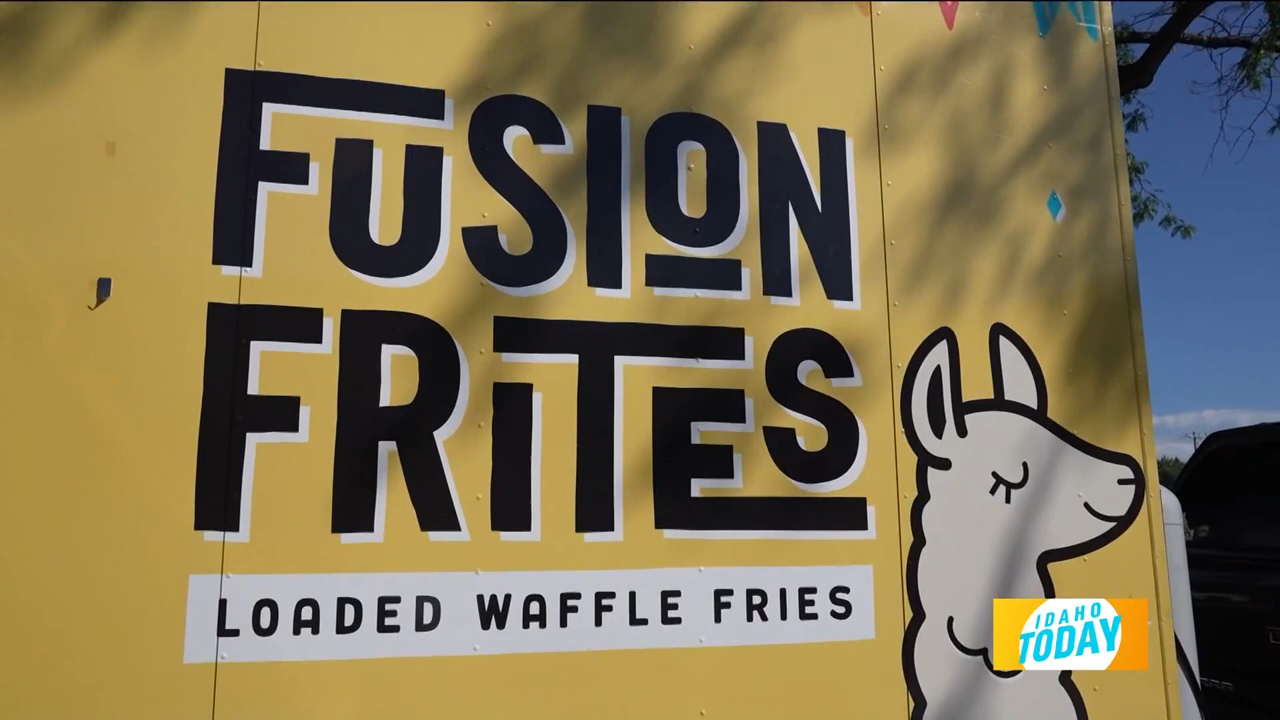 FUSION
FRITES
LOADED WAFFLE FRIES
IDAHO
TODAY